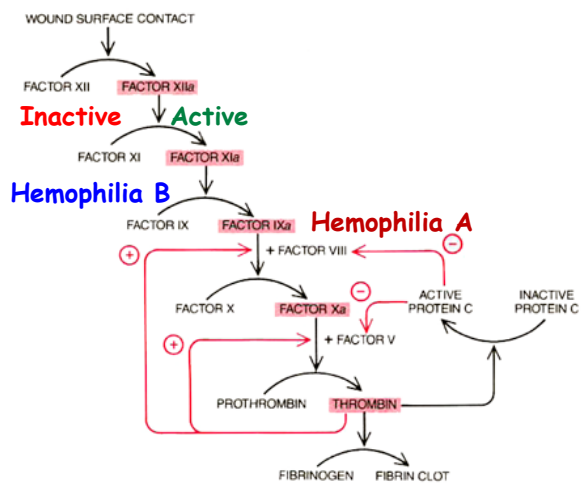 WOUND SURFACE CONTACT
FACTOR XII
FACTOR XIIa
Inactive
Active
FACTOR XI
FACTOR XIa
Hemophilia B
FACTOR IX
FACTOR IXa
Hemophilia A
+
+ FACTOR VIII
−
FACTOR X
FACTOR Xa
−
ACTIVE
PROTEIN C
INACTIVE
PROTEIN C
+
+ FACTOR V
PROTHROMBIN
THROMBIN
FIBRINOGEN
FIBRIN CLOT